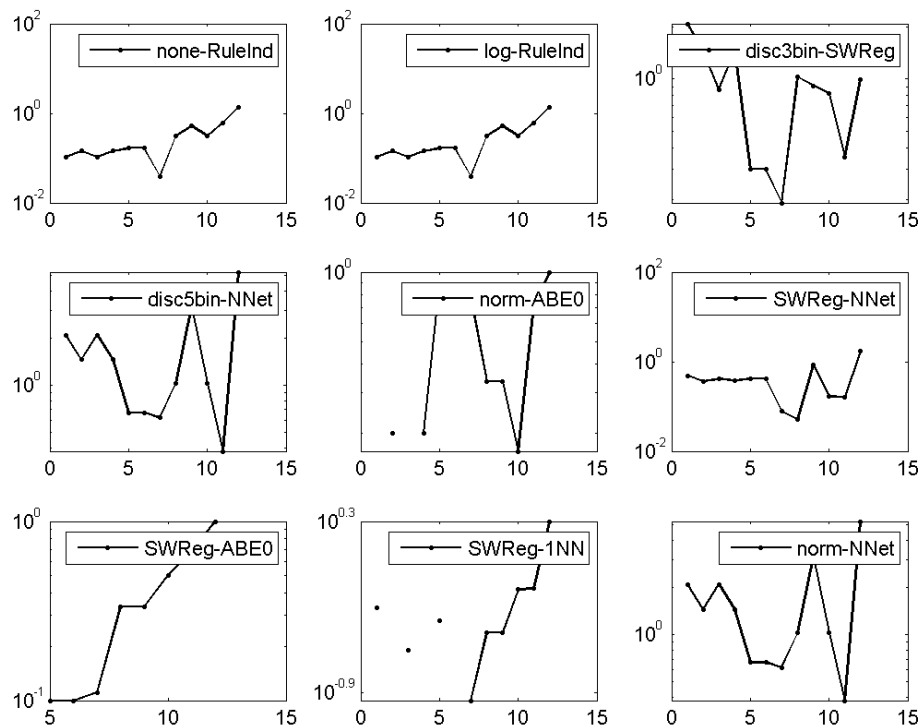 10^2
none-RuleInd
10^0
10^-2
0 5 10 15
10^2
log-RuleInd
10^0
10^-2
0 5 10 15
disc3bin-SWReg
10^0
0 5 10 15
disc5bin-NNet
10^0
0 5 10 15
10^0
norm-ABE0
0 5 10 15
10^2
SWReg-NNet
10^0
10^-2
0 5 10 15
10^0
SWReg-ABE0
10^-1
5 10 15
10^0.3
SWReg-1NN
10^-0.9
0 5 10 15
norm-NNet
10^0
0 5 10 15